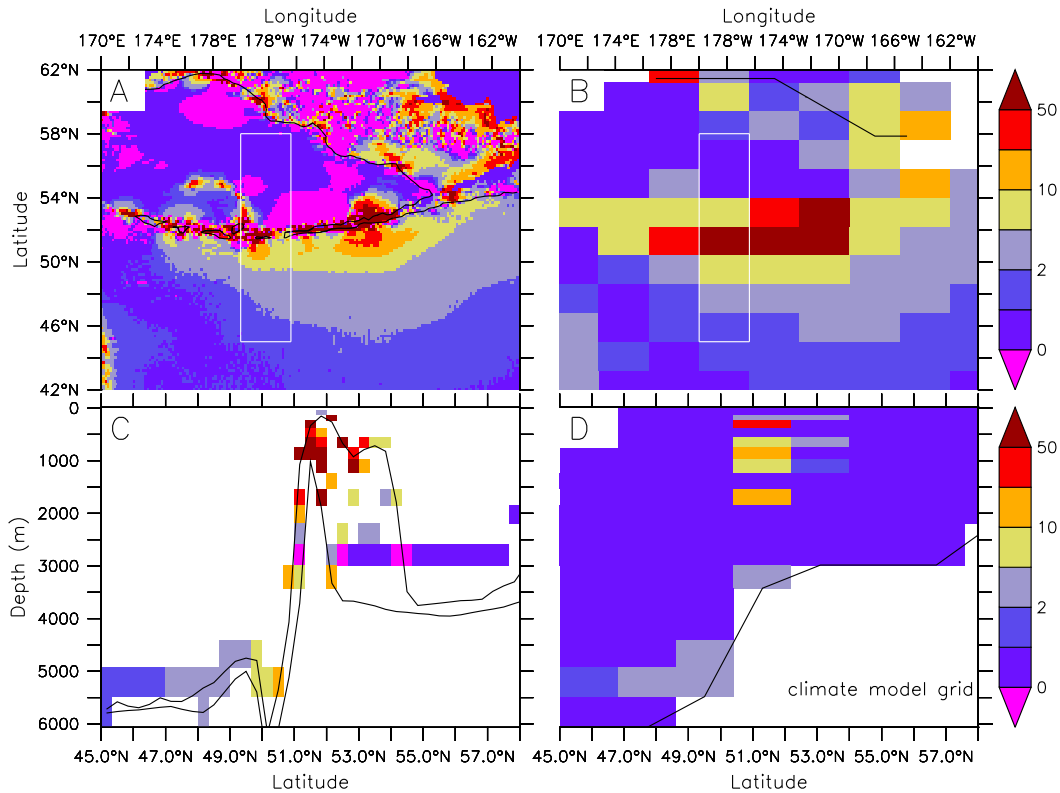 Longitude
Longitude
170°E 174°E 178°E 178°W 174°W 170°W 166°W 162°W
170°E 174°E 178°E 178°W 174°W 170°W 166°W 162°W
62°N
58°N
54°N
50°N
46°N
42°N
Latitude
A
B
50
10
2
0
0
1000
2000
3000
4000
5000
6000
Depth (m)
C
D
climate model grid
50
10
2
0
45.0°N 47.0°N 49.0°N 51.0°N 53.0°N 55.0°N 57.0°N
45.0°N 47.0°N 49.0°N 51.0°N 53.0°N 55.0°N 57.0°N
Latitude
Latitude